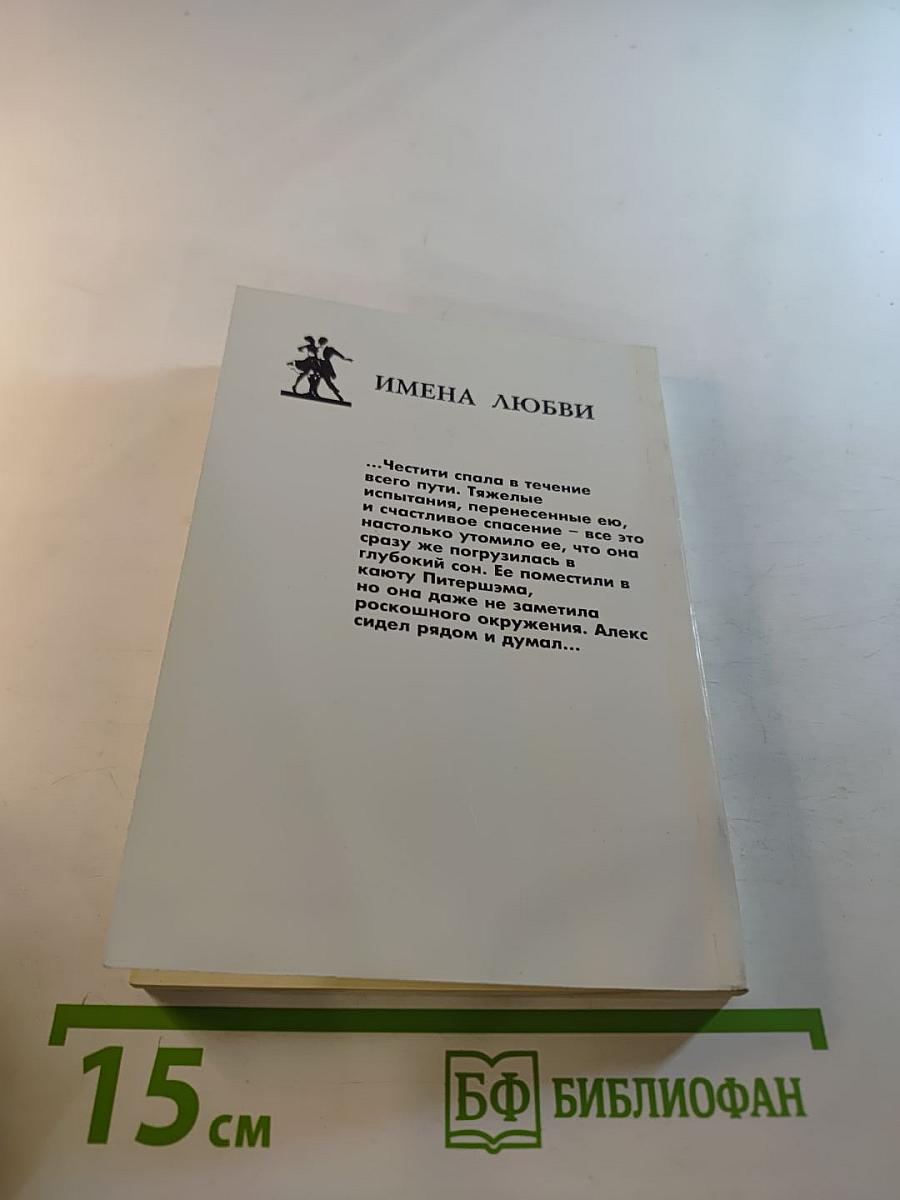 ИМЕНА ЛЮБВИ
...Честити спала в течение
всего пути. Тяжелые
испытания, перенесенные ею,
и счастливое спасение – все это
настолько утомило ее, что она
сразу же погрузилась в
глубокий сон. Ее поместили в
каюту Питершэма,
но она даже не заметила
роскошного окружения. Алекс
сидел рядом и думал...
15 см
БФ БИБЛИОФАН